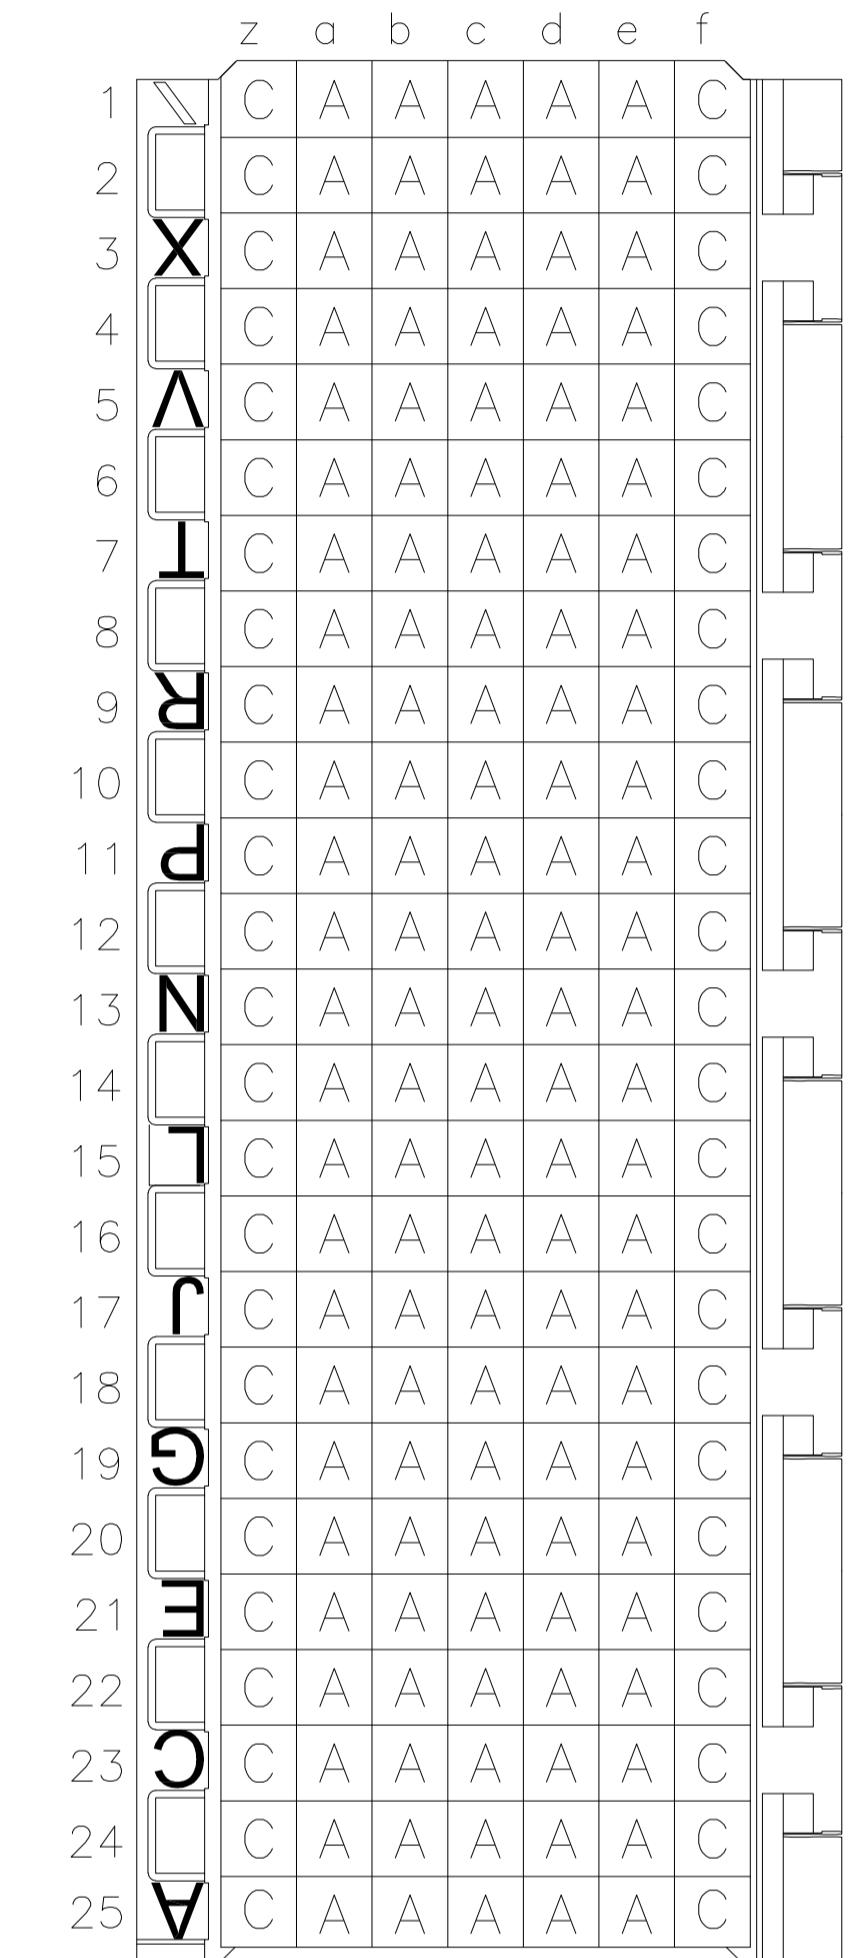 z a b c d e f
1 C A A A A A C
2 C A A A A A C
3 X C A A A A A C
4 C A A A A A C
5 V C A A A A A C
6 C A A A A A C
7 T C A A A A A C
8 C A A A A A C
9 R C A A A A A C
10 C A A A A A C
11 P C A A A A A C
12 C A A A A A C
13 N C A A A A A C
14 C A A A A A C
15 L C A A A A A C
16 C A A A A A C
17 J C A A A A A C
18 C A A A A A C
19 G C A A A A A C
20 C A A A A A C
21 E C A A A A A C
22 C A A A A A C
23 C C A A A A A C
24 C A A A A A C
25 A C A A A A A C